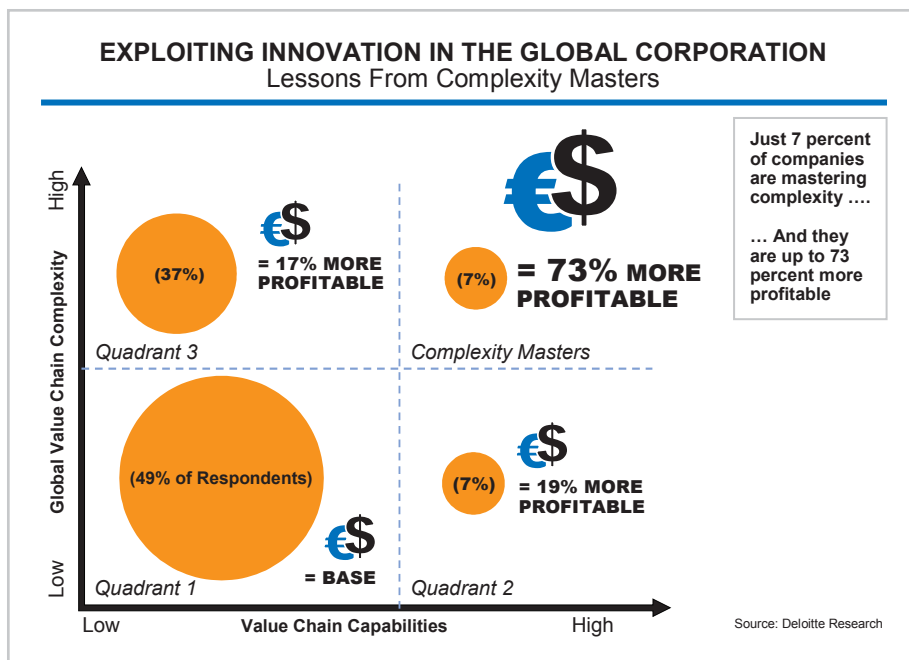 EXPLOITING INNOVATION IN THE GLOBAL CORPORATION
Lessons From Complexity Masters
Just 7 percent
of companies
are mastering
complexity ....
... And they
are up to 73
percent more
profitable
High
Global Value Chain Complexity
Low
(37%)
€$
= 17% MORE
PROFITABLE
Quadrant 3
€$
(7%)
= 73% MORE
PROFITABLE
Complexity Masters
(49% of Respondents)
€$
= BASE
Quadrant 1
(7%)
€$
= 19% MORE
PROFITABLE
Quadrant 2
Low
Value Chain Capabilities
High
Source: Deloitte Research